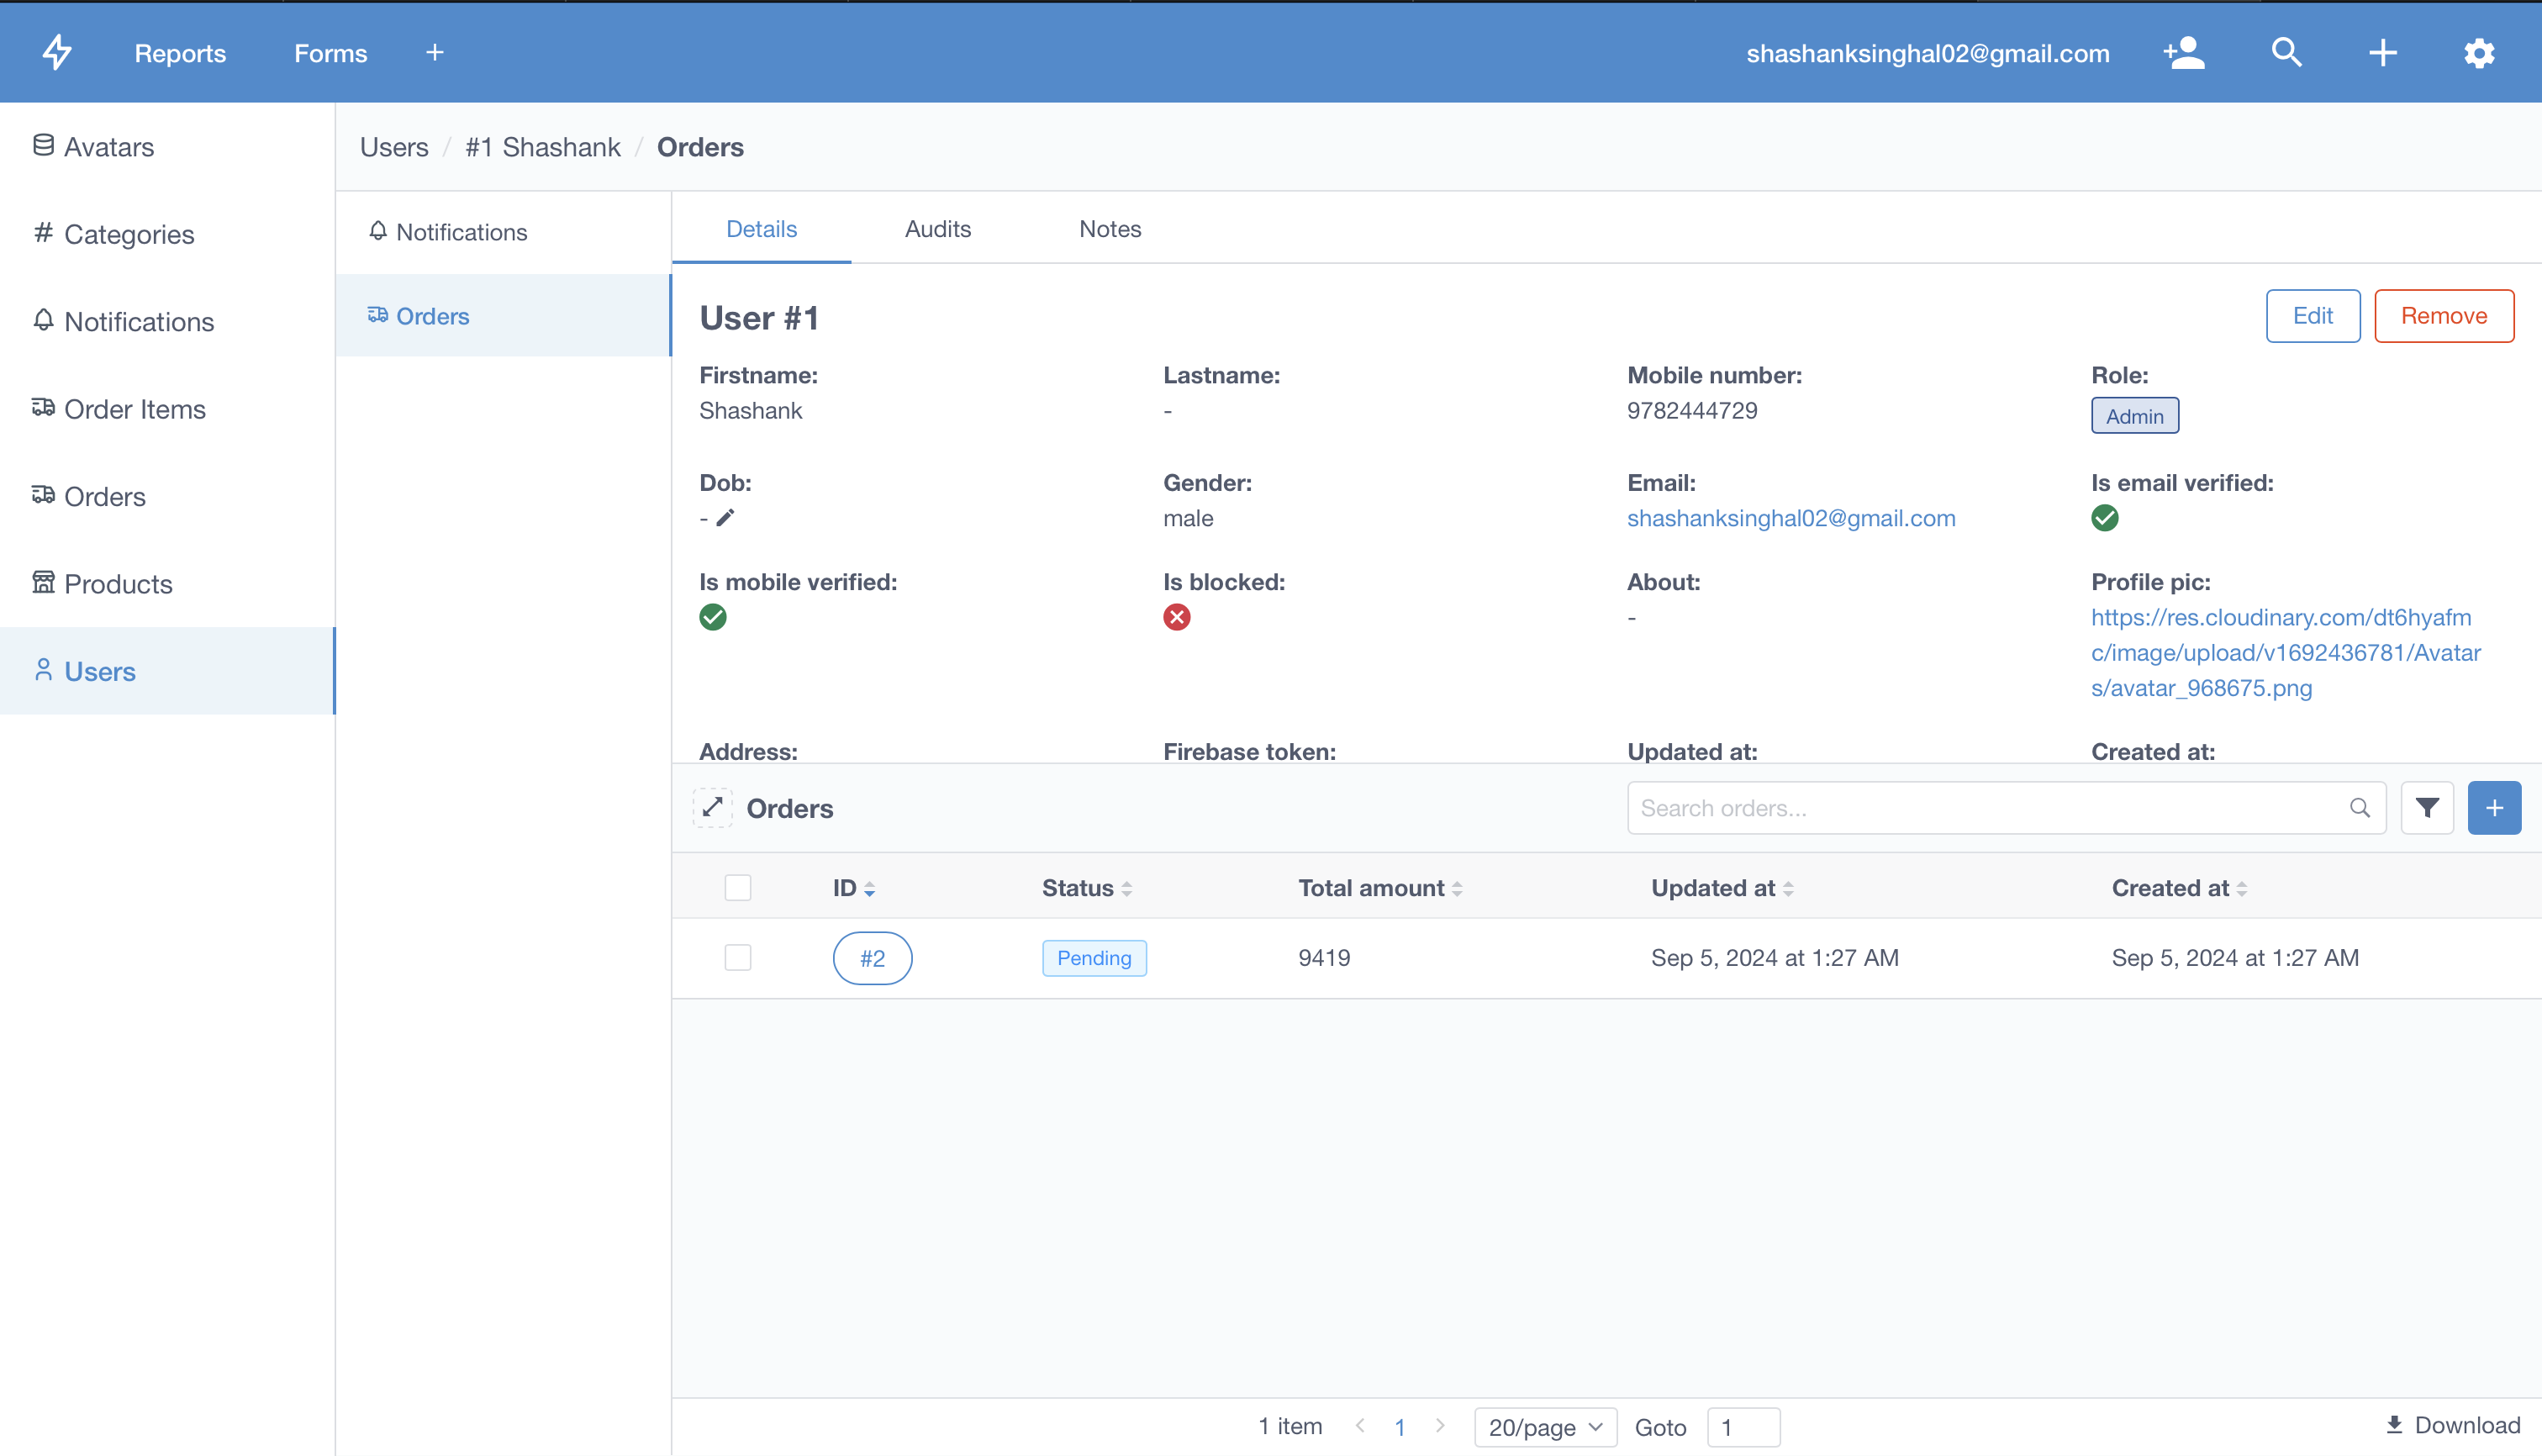 Reports Forms + shashanksinghal02@gmail.com
Avatars
Categories
Notifications
Order Items
Orders
Products
Users
Users / #1 Shashank / Orders
Notifications
Orders
Details Audits Notes
User #1
Edit Remove
Firstname: Lastname: Mobile number: Role:
Shashank - 9782444729 Admin
Dob: Gender: Email: Is email verified:
- male shashanksinghal02@gmail.com
Is mobile verified: Is blocked: About: Profile pic:
- https://res.cloudinary.com/dt6hyafm
c/image/upload/v1692436781/Avatar
s/avatar_968675.png
Address: Firebase token: Updated at: Created at:
Orders
Search orders...
ID Status Total amount Updated at Created at
#2 Pending 9419 Sep 5, 2024 at 1:27 AM Sep 5, 2024 at 1:27 AM
1 item < 1 > 20/page Goto 1 Download